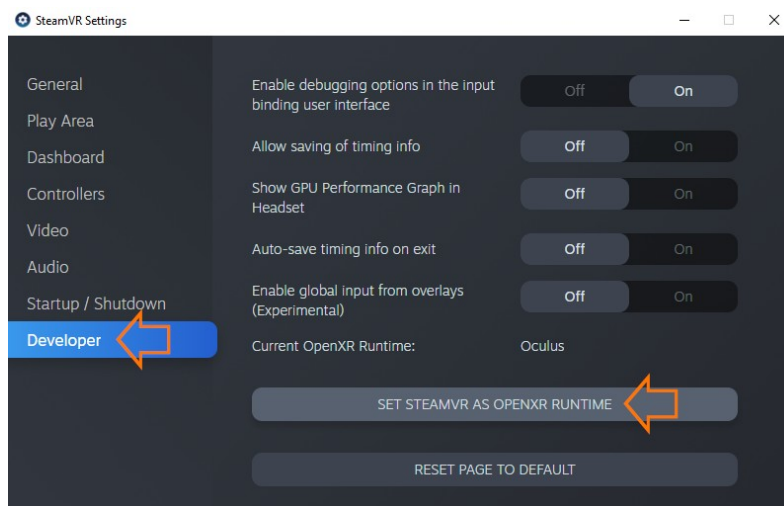 SteamVR Settings
General
Play Area
Dashboard
Controllers
Video
Audio
Startup / Shutdown
Developer
Enable debugging options in the input
binding user interface
Off On
Allow saving of timing info
Off On
Show GPU Performance Graph in
Headset
Off On
Auto-save timing info on exit
Off On
Enable global input from overlays
(Experimental)
Off On
Current OpenXR Runtime: Oculus
SET STEAMVR AS OPENXR RUNTIME
RESET PAGE TO DEFAULT